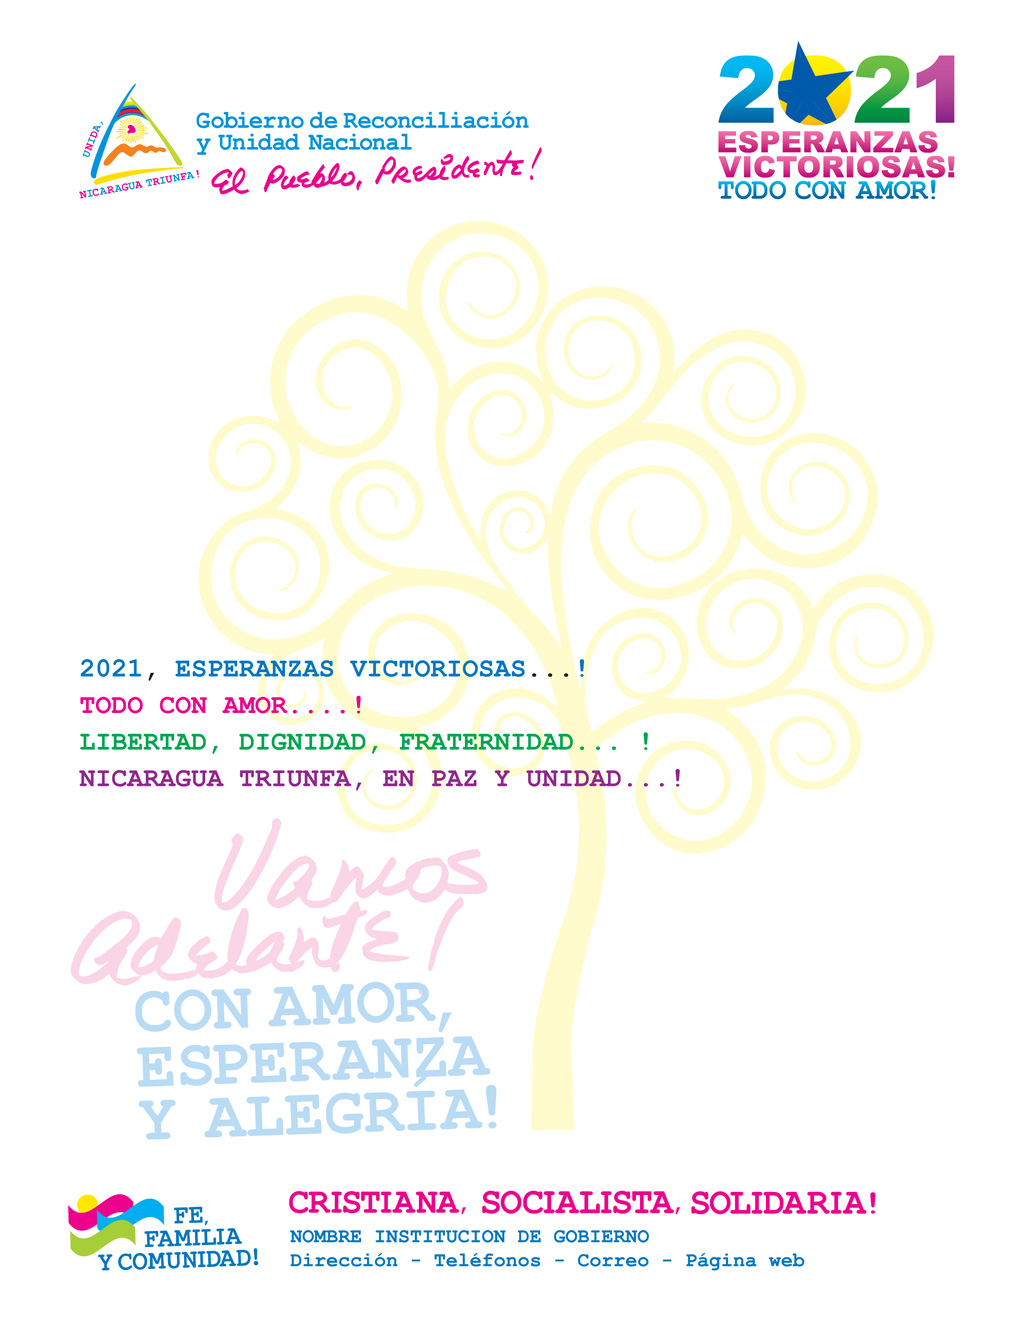 UNIDA,
NICARAGUA TRIUNFA!
Gobierno de Reconciliación
y Unidad Nacional
El Pueblo, Presidente!
2021
ESPERANZAS
VICTORIOSAS!
TODO CON AMOR!
2021, ESPERANZAS VICTORIOSAS...!
TODO CON AMOR....!
LIBERTAD, DIGNIDAD, FRATERNIDAD... !
NICARAGUA TRIUNFA, EN PAZ Y UNIDAD...!
Vamos
adelante!
CON AMOR,
ESPERANZA
Y ALEGRÍA!
FE,
FAMILIA
Y COMUNIDAD!
CRISTIANA, SOCIALISTA, SOLIDARIA!
NOMBRE INSTITUCION DE GOBIERNO
Dirección - Teléfonos - Correo - Página web